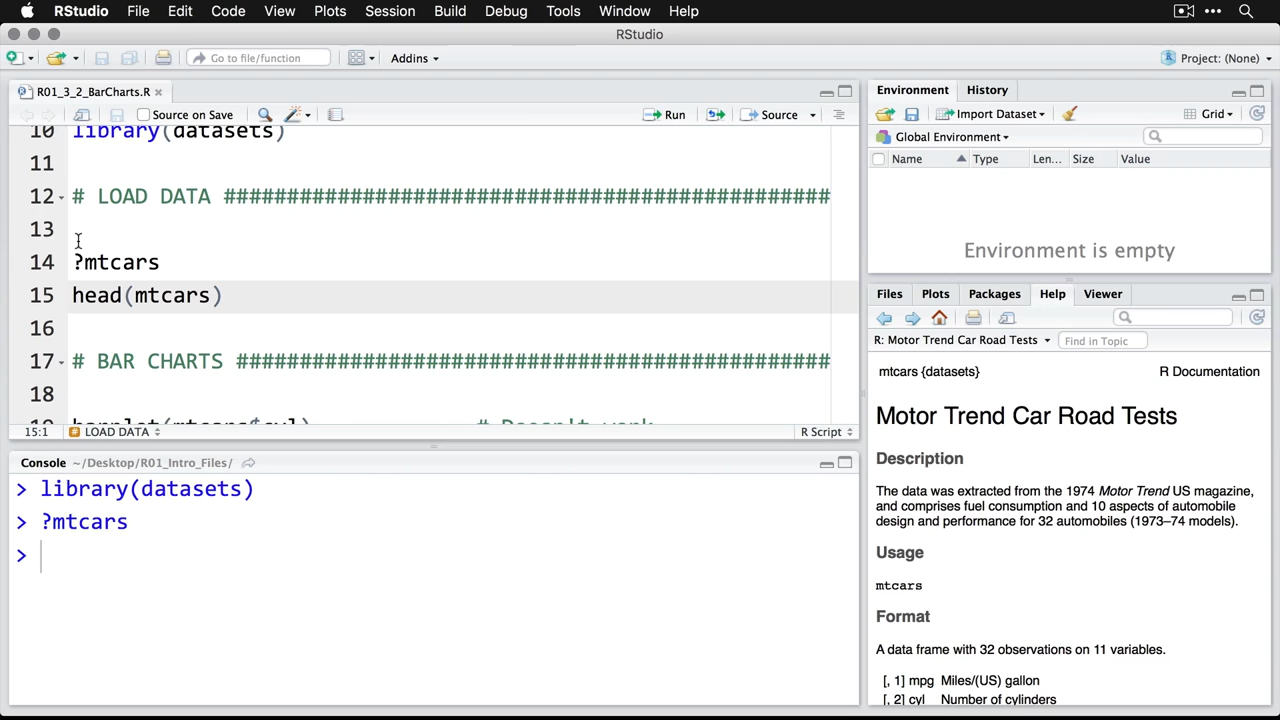 RStudio File Edit Code View Plots Session Build Debug Tools Window Help
RStudio
Go to file/function Addins Project: (None)
R01_3_2_BarCharts.R
Source on Save Run Source
10 library(datasets)
11
12 # LOAD DATA ################################################
13
14 ?mtcars
15 head(mtcars)
16
17 # BAR CHARTS ###############################################
18
19 barplot(mtcars$cyl) # Doesn't work
15:1 # LOAD DATA R Script
Console ~/Desktop/R01_Intro_Files/
> library(datasets)
> ?mtcars
>
Environment History
Import Dataset Grid
Global Environment
Name Type Len... Size Value
Environment is empty
Files Plots Packages Help Viewer
R: Motor Trend Car Road Tests Find in Topic
mtcars {datasets} R Documentation
Motor Trend Car Road Tests
Description
The data was extracted from the 1974 Motor Trend US magazine,
and comprises fuel consumption and 10 aspects of automobile
design and performance for 32 automobiles (1973–74 models).
Usage
mtcars
Format
A data frame with 32 observations on 11 variables.
[, 1] mpg Miles/(US) gallon
[, 2] cyl Number of cylinders